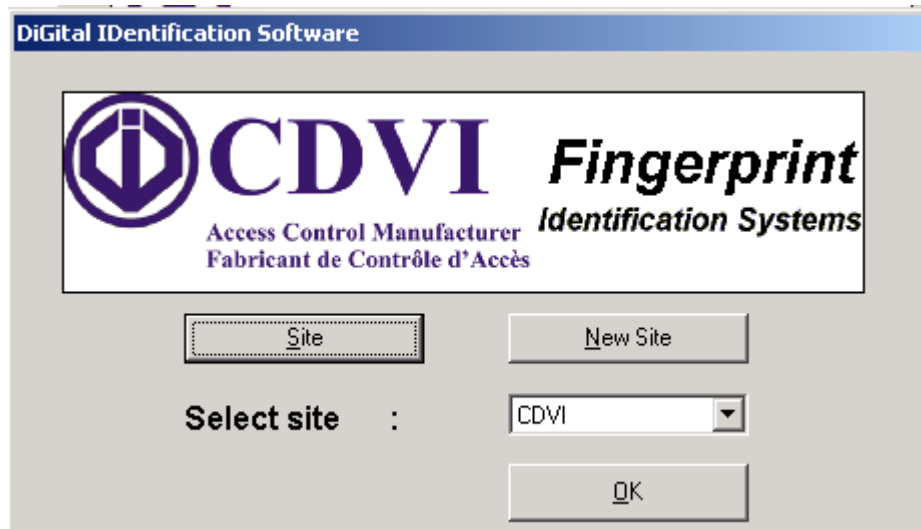 DiGital IDentification Software
CDVI
Fingerprint
Identification Systems
Access Control Manufacturer
Fabricant de Contrôle d'Accès
Site
New Site
Select site :
CDVI
OK